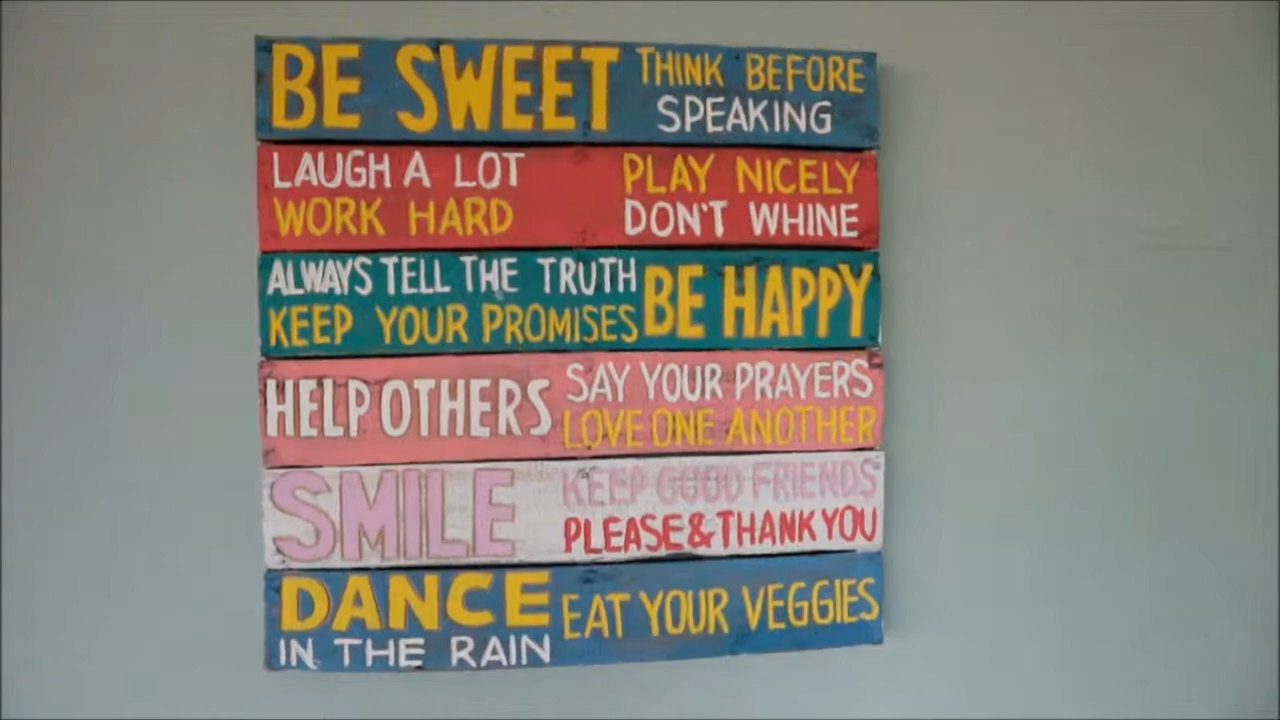 BE SWEET
THINK BEFORE
SPEAKING
LAUGH A LOT
WORK HARD
PLAY NICELY
DON'T WHINE
ALWAYS TELL THE TRUTH
KEEP YOUR PROMISES
BE HAPPY
HELP OTHERS
SAY YOUR PRAYERS
LOVE ONE ANOTHER
SMILE
KEEP GOOD FRIENDS
PLEASE & THANK YOU
DANCE
IN THE RAIN
EAT YOUR VEGGIES